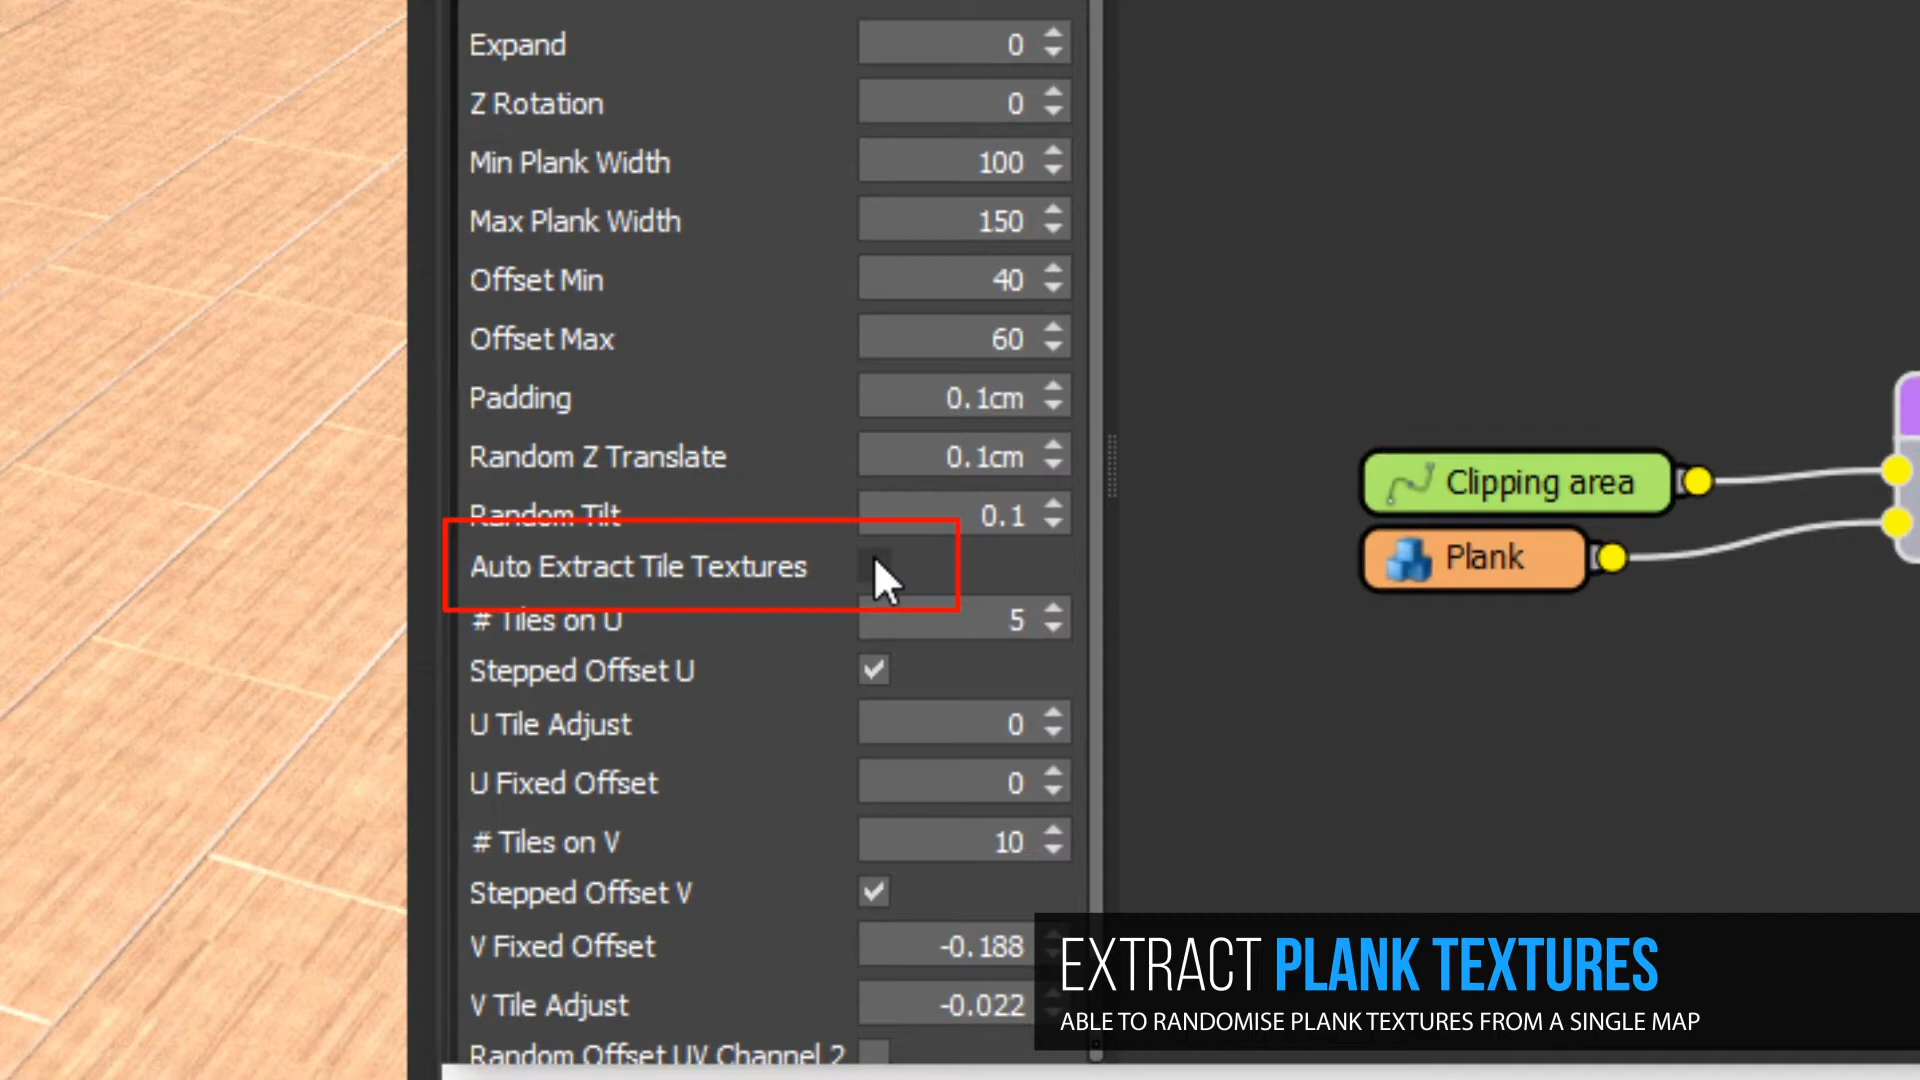 Expand 0
Z Rotation 0
Min Plank Width 100
Max Plank Width 150
Offset Min 40
Offset Max 60
Padding 0.1cm
Random Z Translate 0.1cm
Random Tilt 0.1
Auto Extract Tile Textures
# Tiles on U 5
Stepped Offset U
U Tile Adjust 0
U Fixed Offset 0
# Tiles on V 10
Stepped Offset V
V Fixed Offset -0.188
V Tile Adjust -0.022
Random Offset UV Channel 2
Clipping area
Plank
EXTRACT PLANK TEXTURES
ABLE TO RANDOMISE PLANK TEXTURES FROM A SINGLE MAP